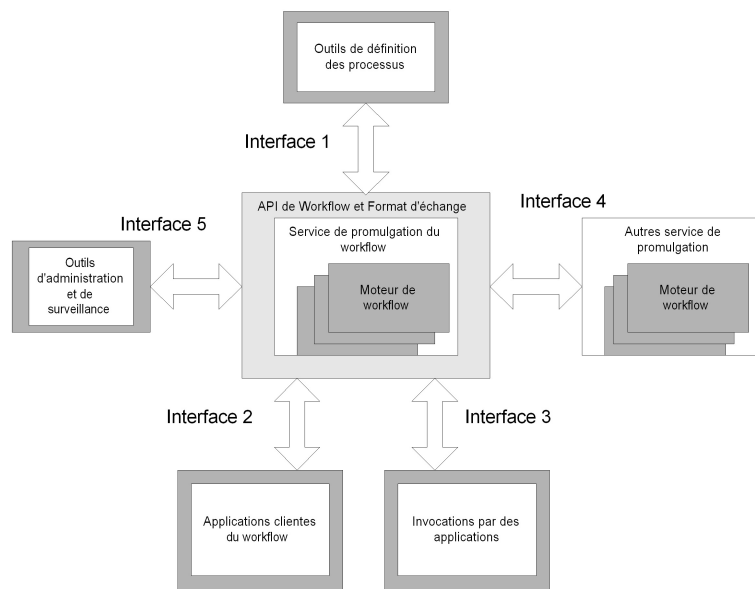 Outils de définition
des processus
Interface 1
API de Workflow et Format d'échange
Interface 4
Interface 5
Service de promulgation du
workflow
Autres service de
promulgation
Outils
d'administration
et de
surveillance
Moteur de
workflow
Moteur de
workflow
Interface 2
Interface 3
Applications clientes
du workflow
Invocations par des
applications